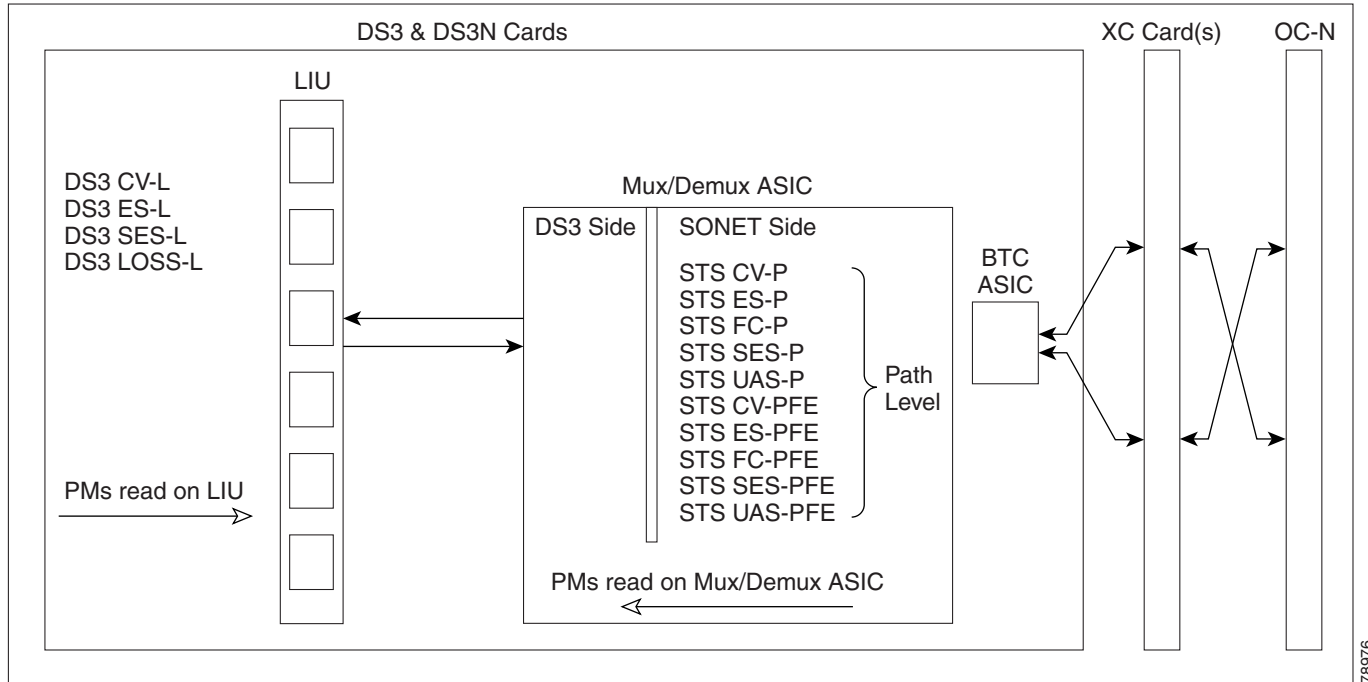 DS3 & DS3N Cards
XC Card(s)
OC-N
LIU
DS3 CV-L
DS3 ES-L
DS3 SES-L
DS3 LOSS-L
Mux/Demux ASIC
DS3 Side
SONET Side
STS CV-P
STS ES-P
STS FC-P
STS SES-P
STS UAS-P
STS CV-PFE
STS ES-PFE
STS FC-PFE
STS SES-PFE
STS UAS-PFE
Path
Level
BTC
ASIC
PMs read on LIU
PMs read on Mux/Demux ASIC
78976